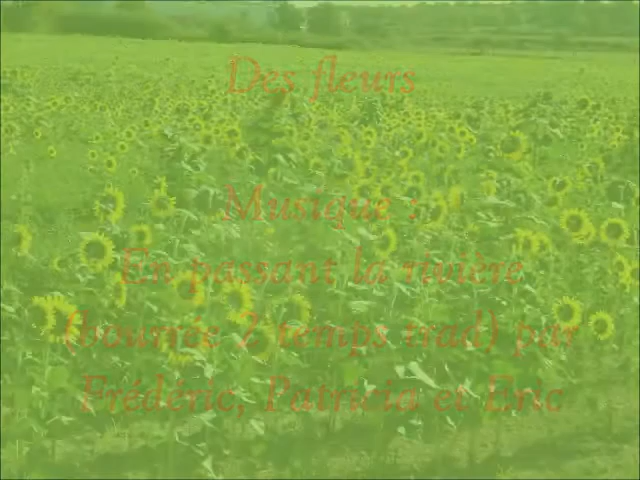 Des fleurs
Musique :
En passant la rivière
(bourrée 2 temps trad) par
Frédéric, Patricia et Eric